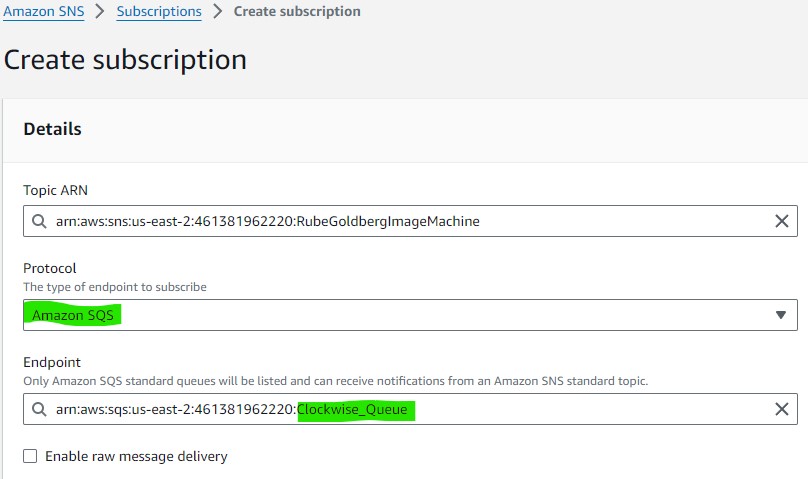 Amazon SNS > Subscriptions > Create subscription
Create subscription
Details
Topic ARN
arn:aws:sns:us-east-2:461381962220:RubeGoldbergImageMachine
Protocol
The type of endpoint to subscribe
Amazon SQS
Endpoint
Only Amazon SQS standard queues will be listed and can receive notifications from an Amazon SNS standard topic.
arn:aws:sqs:us-east-2:461381962220:Clockwise_Queue
Enable raw message delivery